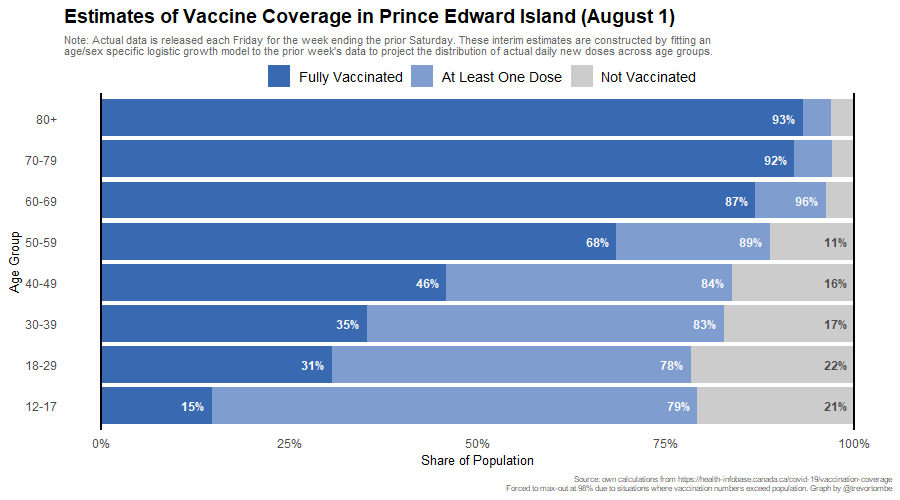 Estimates of Vaccine Coverage in Prince Edward Island (August 1)
Note: Actual data is released each Friday for the week ending the prior Saturday. These interim estimates are constructed by fitting an
age/sex specific logistic growth model to the prior week's data to project the distribution of actual daily new doses across age groups.
Fully Vaccinated At Least One Dose Not Vaccinated
80+ 93%
70-79 92%
60-69 87% 96%
50-59 68% 89% 11%
40-49 46% 84% 16%
30-39 35% 83% 17%
18-29 31% 78% 22%
12-17 15% 79% 21%
Age Group
0% 25% 50% 75% 100%
Share of Population
Source: own calculations from https://health-infobase.canada.ca/covid-19/vaccination-coverage
Forced to max-out at 98% due to situations where vaccination numbers exceed population. Graph by @trevortombe